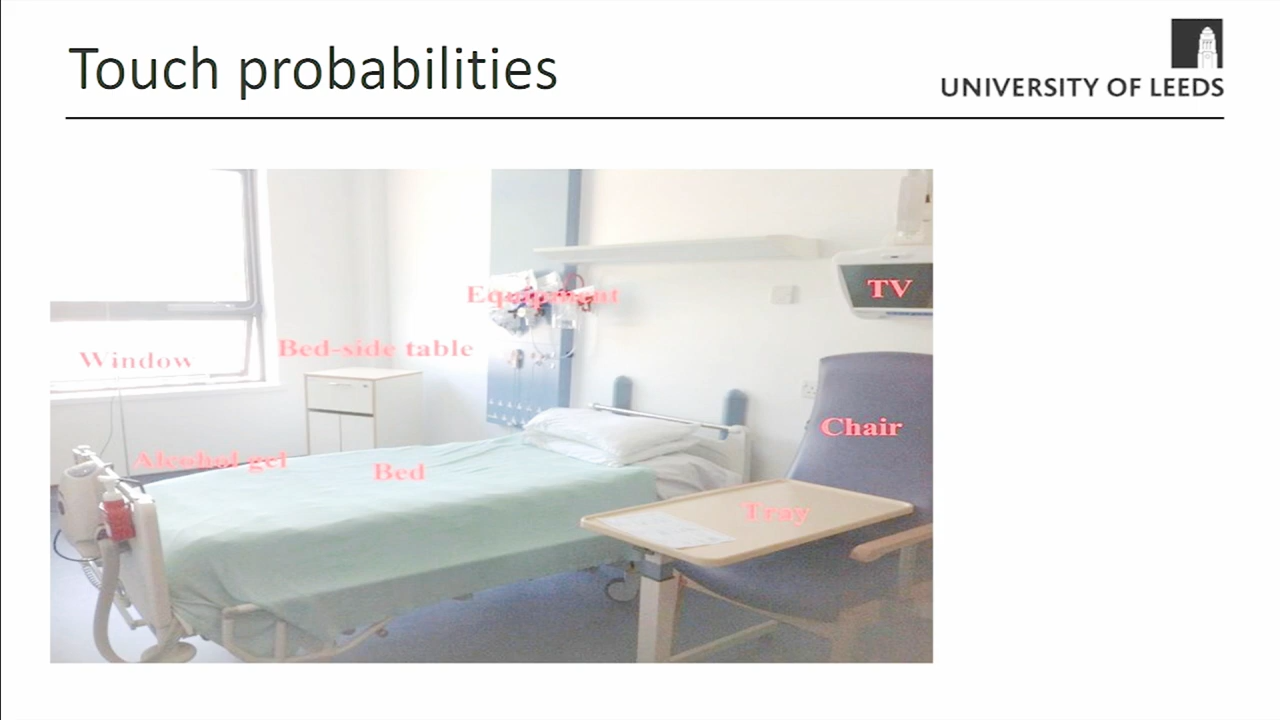 Touch probabilities
UNIVERSITY OF LEEDS
Equipment
TV
Window
Bed-side table
Chair
Alcohol gel
Bed
Tray